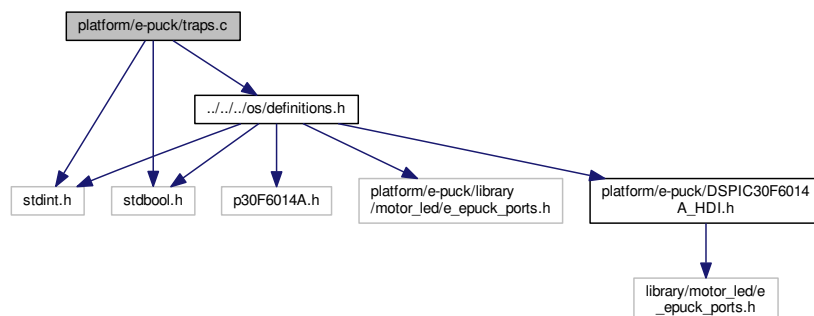 platform/e-puck/traps.c
../../../os/definitions.h
stdint.h
stdbool.h
p30F6014A.h
platform/e-puck/library
/motor_led/e_epuck_ports.h
platform/e-puck/DSPIC30F6014
A_HDI.h
library/motor_led/e
_epuck_ports.h